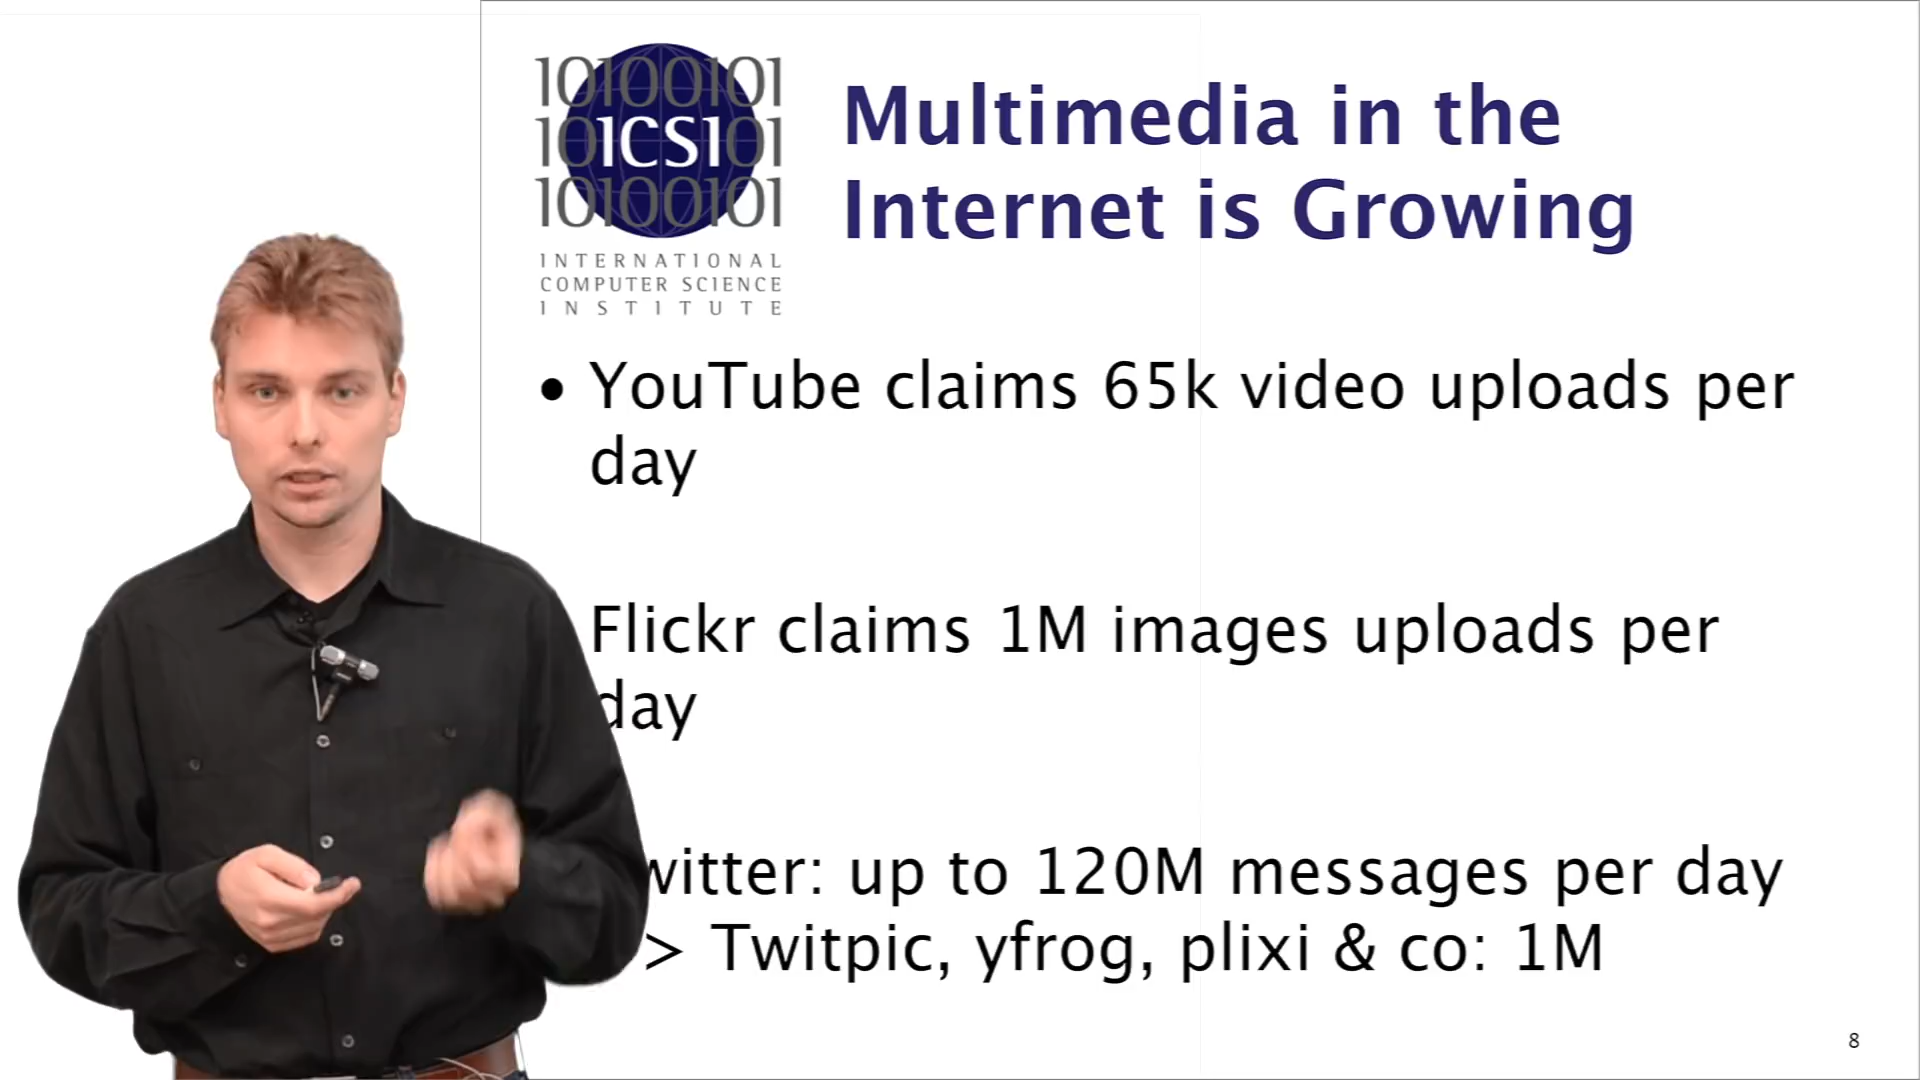 10100101
101ICSI01
10100101
INTERNATIONAL
COMPUTER SCIENCE
INSTITUTE
Multimedia in the
Internet is Growing
• YouTube claims 65k video uploads per
day
Flickr claims 1M images uploads per
day
witter: up to 120M messages per day
> Twitpic, yfrog, plixi & co: 1M
8